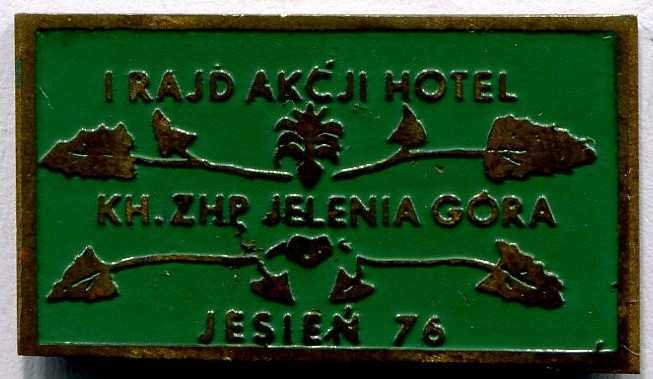 I RAJD AKCJI HOTEL
KH. ZHP JELENIA GÓRA
JESIEŃ 76